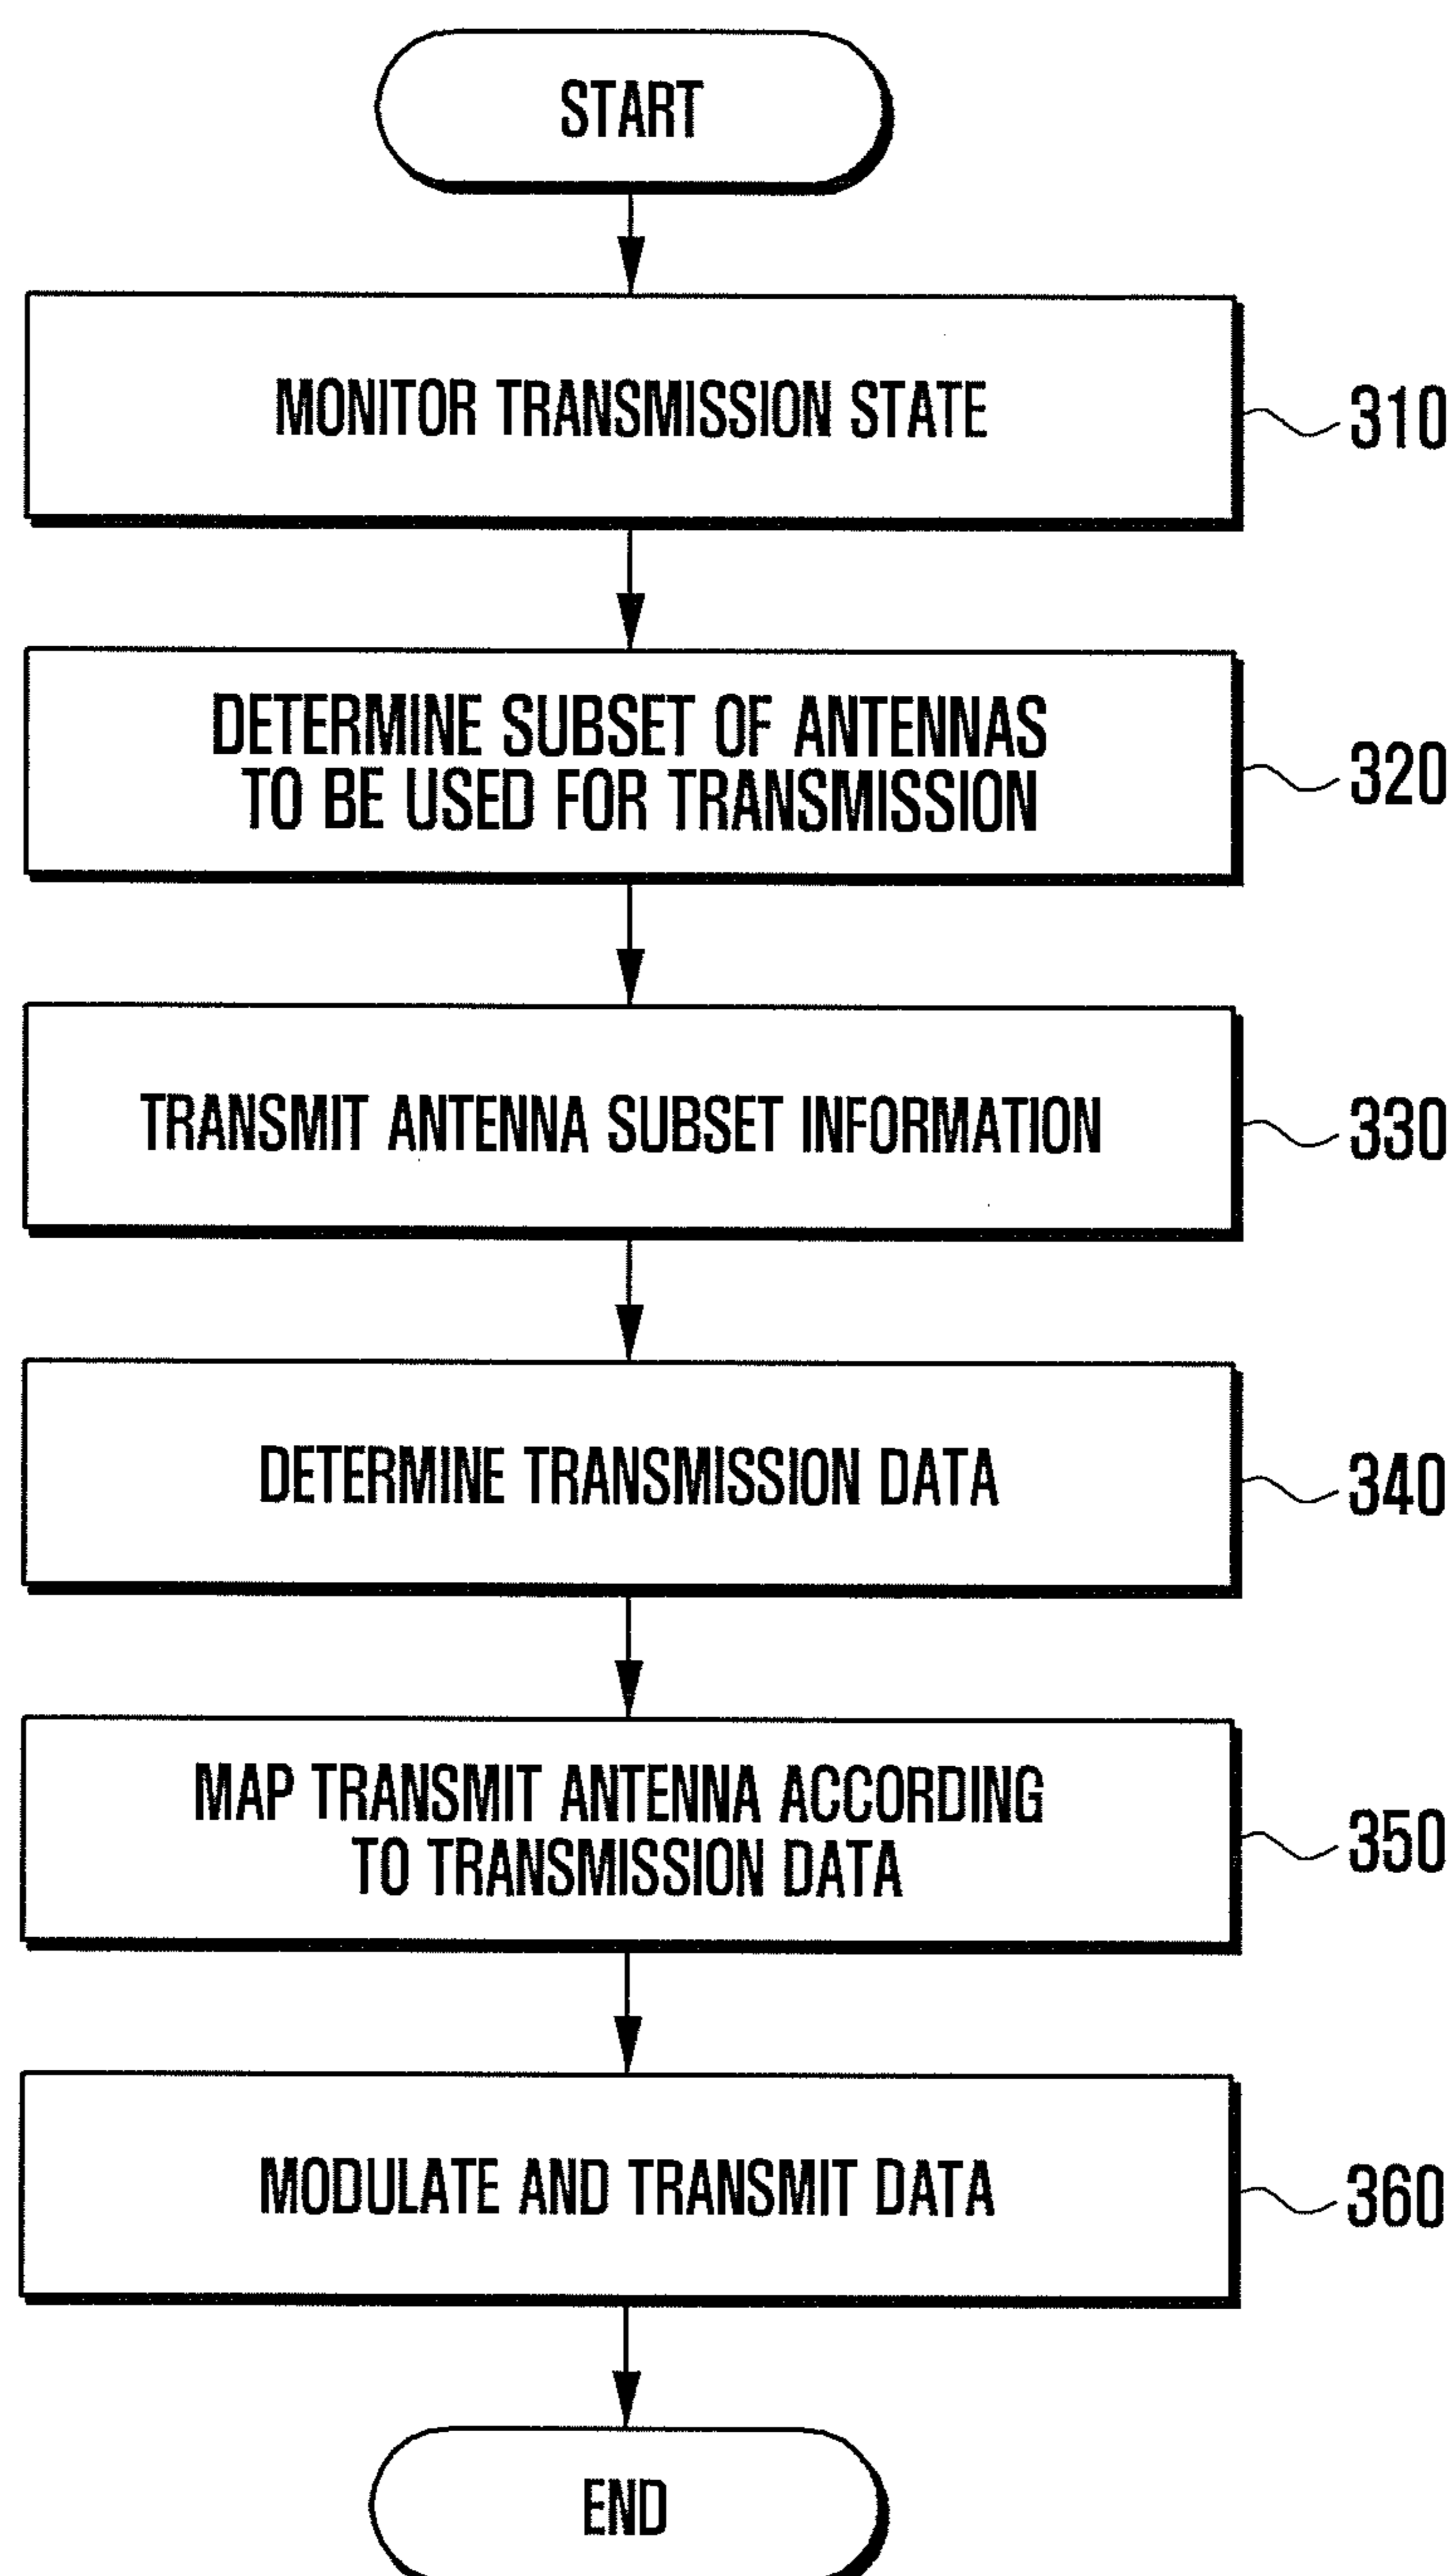 START
MONITOR TRANSMISSION STATE
310
DETERMINE SUBSET OF ANTENNAS
TO BE USED FOR TRANSMISSION
320
TRANSMIT ANTENNA SUBSET INFORMATION
330
DETERMINE TRANSMISSION DATA
340
MAP TRANSMIT ANTENNA ACCORDING
TO TRANSMISSION DATA
350
MODULATE AND TRANSMIT DATA
360
END